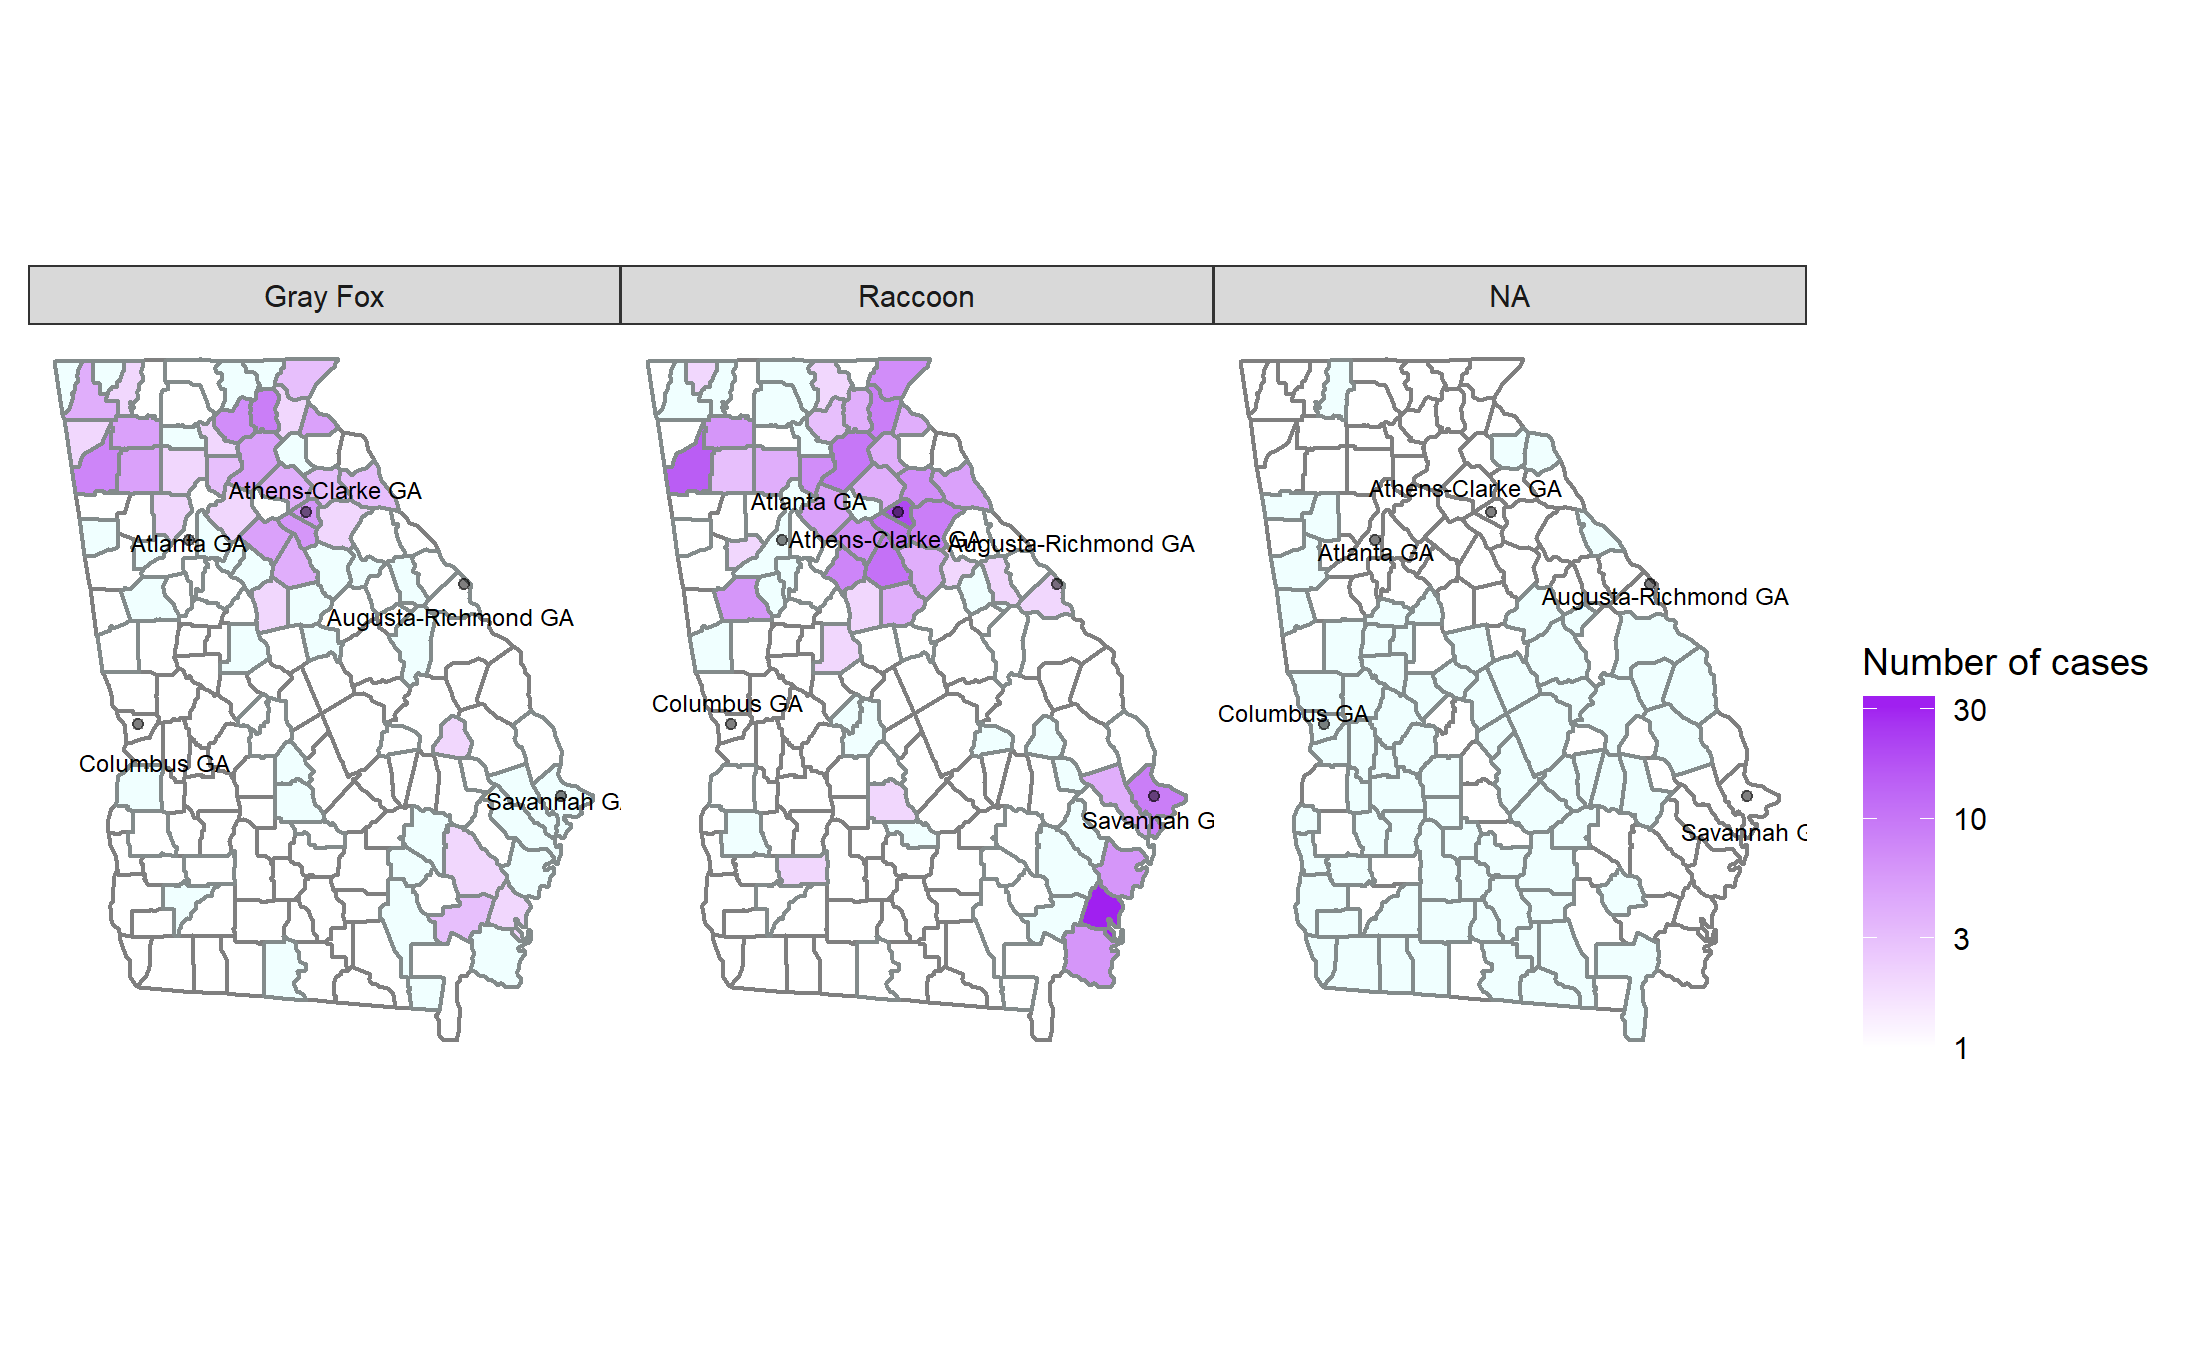 Gray Fox
Raccoon
NA
Athens-Clarke GA
Atlanta GA
Augusta-Richmond GA
Columbus GA
Savannah G
Atlanta GA
Athens-Clarke GA
Augusta-Richmond GA
Columbus GA
Savannah G
Athens-Clarke GA
Atlanta GA
Augusta-Richmond GA
Columbus GA
Savannah G
Number of cases
30
10
3
1